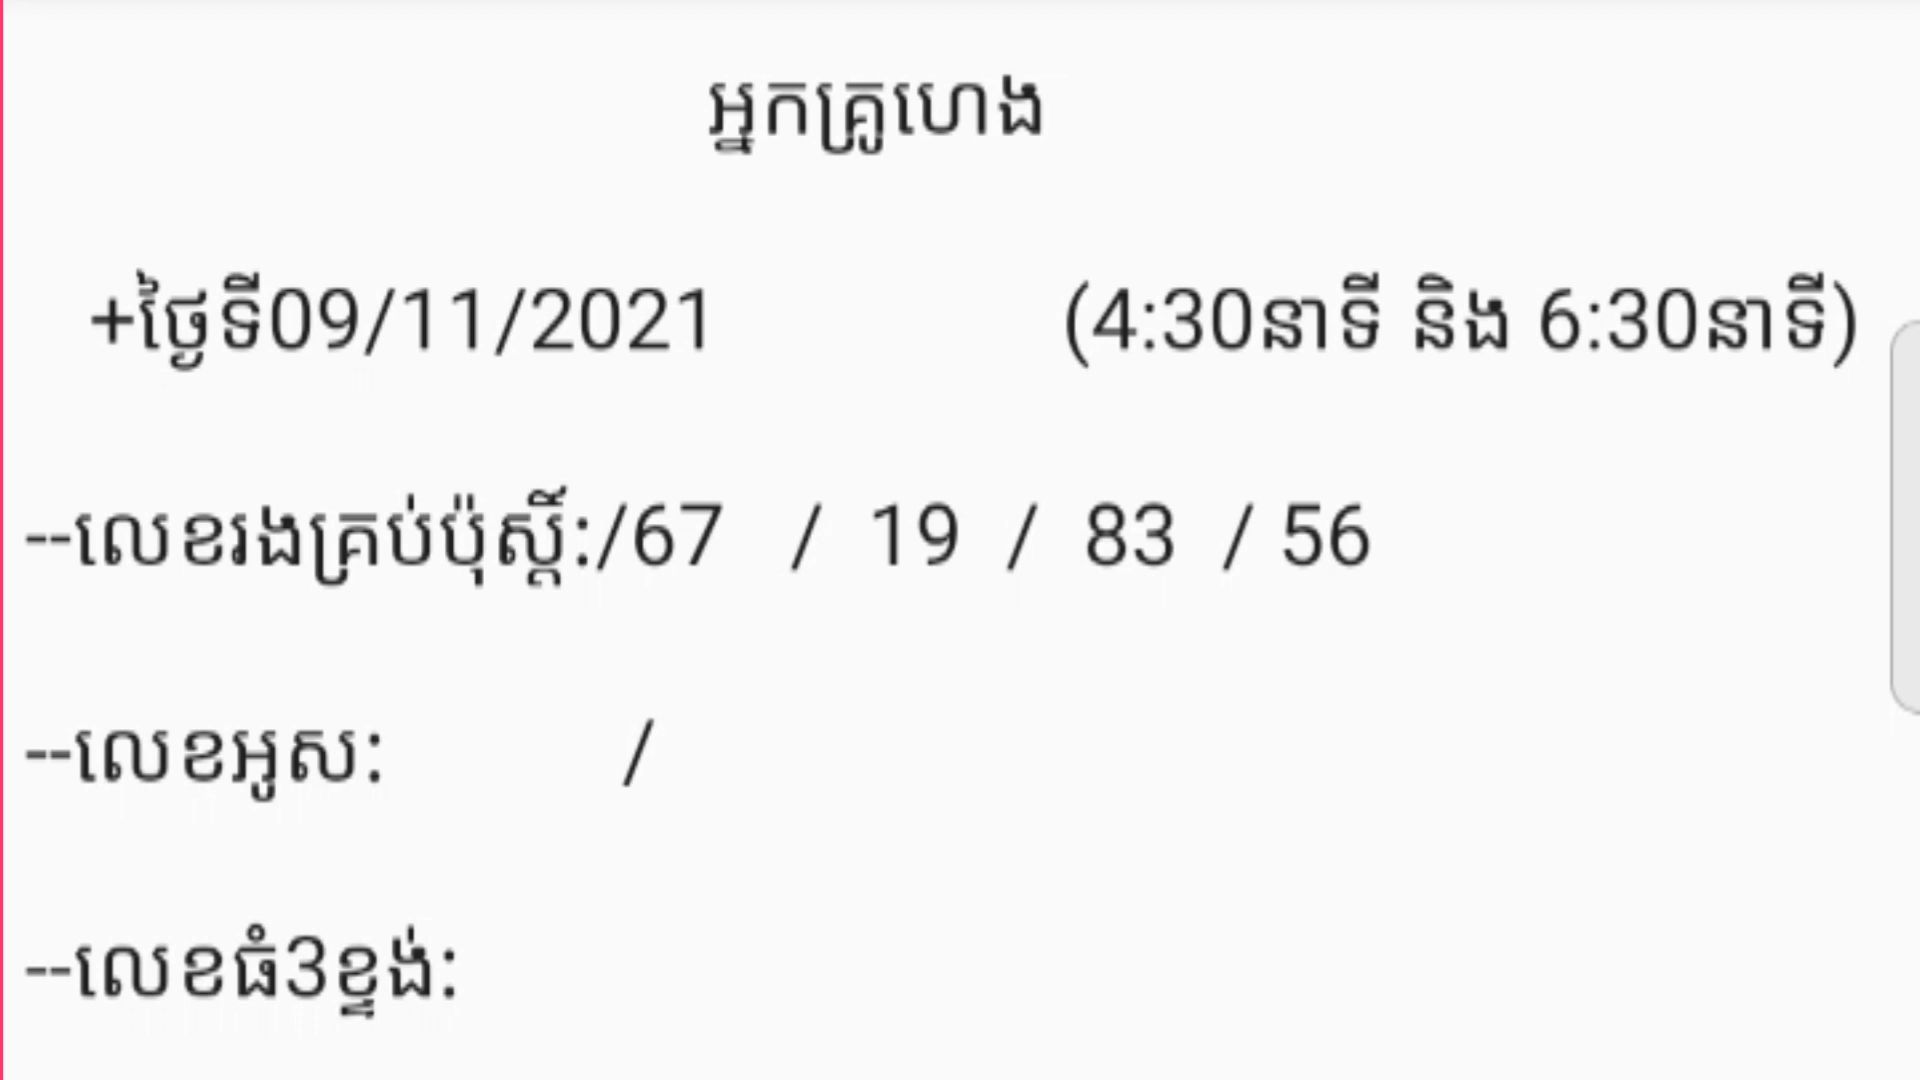 អ្នកគ្រូហេង
+ថ្ងៃទី09/11/2021 (4:30នាទី និង 6:30នាទី)
--លេខរងគ្រប់ប៉ុស្តិ៍:/67 / 19 / 83 / 56
--លេខអូស: /
--លេខធំ3ខ្ទង់: